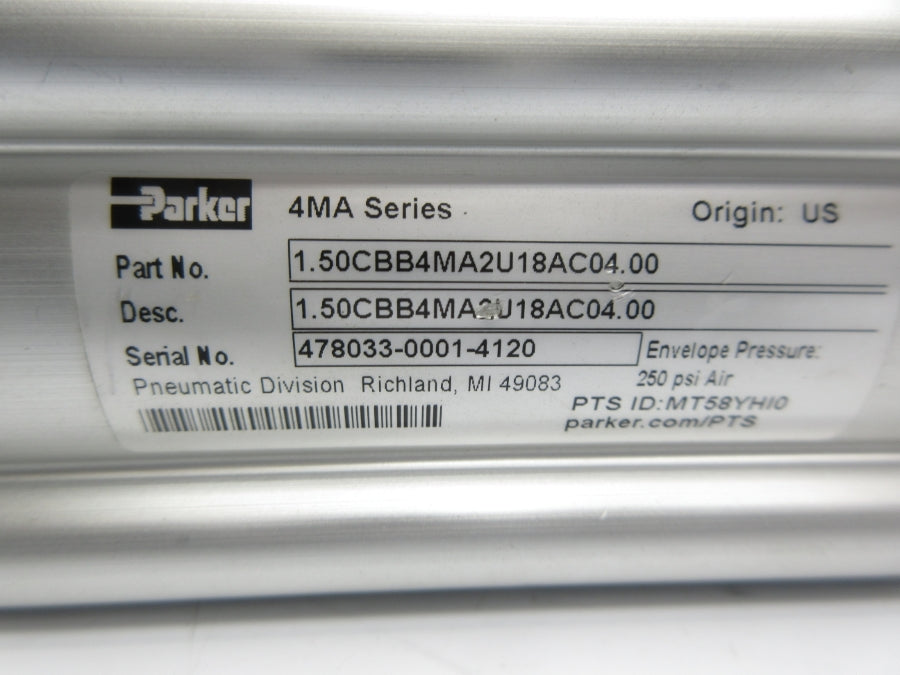 Parker 4MA Series Origin: US
Part No. 1.50CBB4MA2U18AC04.00
Desc. 1.50CBB4MA2U18AC04.00
Serial No. 478033-0001-4120 Envelope Pressure:
250 psi Air
Pneumatic Division Richland, MI 49083
PTS ID:MT58YHI0
parker.com/PTS